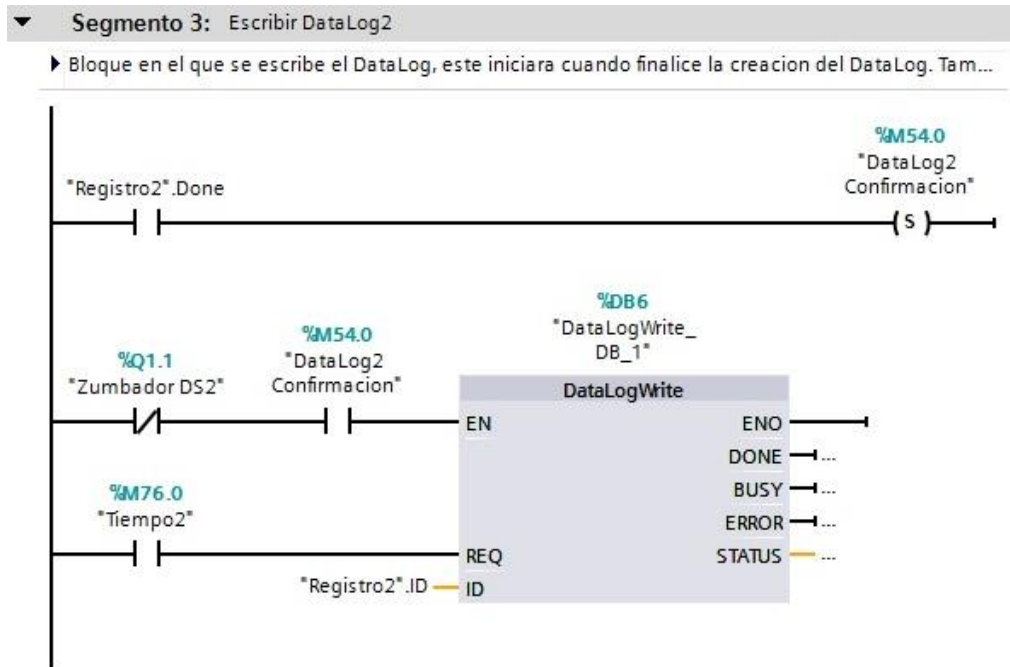 Segmento 3: Escribir DataLog2
Bloque en el que se escribe el DataLog, este iniciara cuando finalice la creacion del DataLog. Tam...
%M54.0
"DataLog2
Confirmacion"
"Registro2".Done
S
%DB6
"DataLogWrite_
DB_1"
%M54.0
"DataLog2
Confirmacion"
%Q1.1
"Zumbador DS2"
DataLogWrite
EN
ENO
DONE
...
BUSY
...
%M76.0
"Tiempo2"
ERROR
...
REQ
STATUS
...
"Registro2".ID
ID